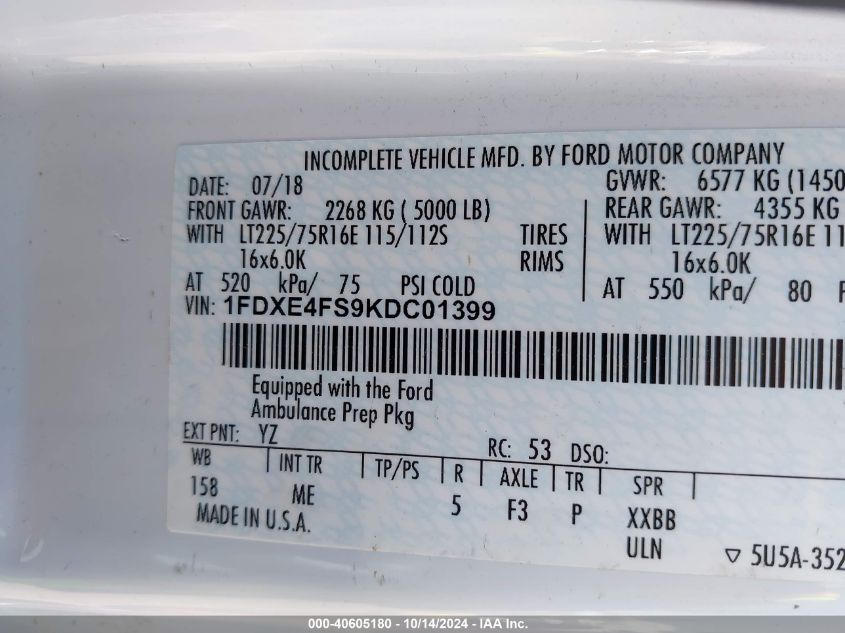 INCOMPLETE VEHICLE MFD. BY FORD MOTOR COMPANY
DATE: 07/18 GVWR: 6577 KG (1450
FRONT GAWR: 2268 KG ( 5000 LB) REAR GAWR: 4355 KG
WITH LT225/75R16E 115/112S TIRES WITH LT225/75R16E 11
16x6.0K RIMS 16x6.0K
AT 520 kPa/ 75 PSI COLD AT 550 kPa/ 80 P
VIN: 1FDXE4FS9KDC01399
Equipped with the Ford
Ambulance Prep Pkg
EXT PNT: YZ RC: 53 DSO:
WB INT TR TP/PS R AXLE TR SPR
158 ME 5 F3 P XXBB
MADE IN U.S.A. ULN ▽ 5U5A-352
000-40605180 - 10/14/2024 - IAA Inc.